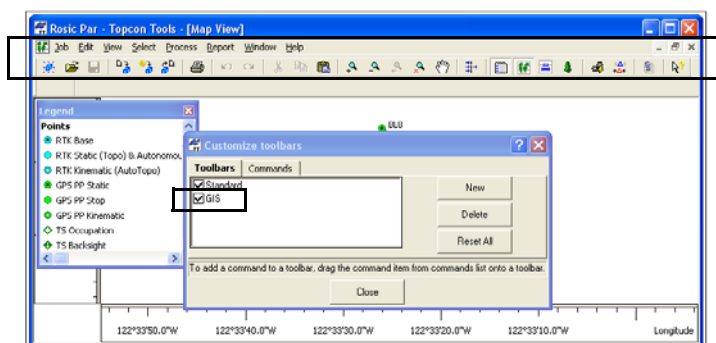 Rosic Par - Topcon Tools - [Map View]
Job Edit View Select Process Report Window Help
Legend
Points
RTK Base
RTK Static (Topo) & Autonomou
RTK Kinematic (AutoTopo)
GPS PP Static
GPS PP Stop
GPS PP Kinematic
TS Occupation
TS Backsight
Customize toolbars
Toolbars Commands
Standard
GIS
New
Delete
Reset All
To add a command to a toolbar, drag the command item from commands list onto a toolbar.
Close
122°33'50.0"W 122°33'40.0"W 122°33'30.0"W 122°33'20.0"W 122°33'10.0"W Longitude